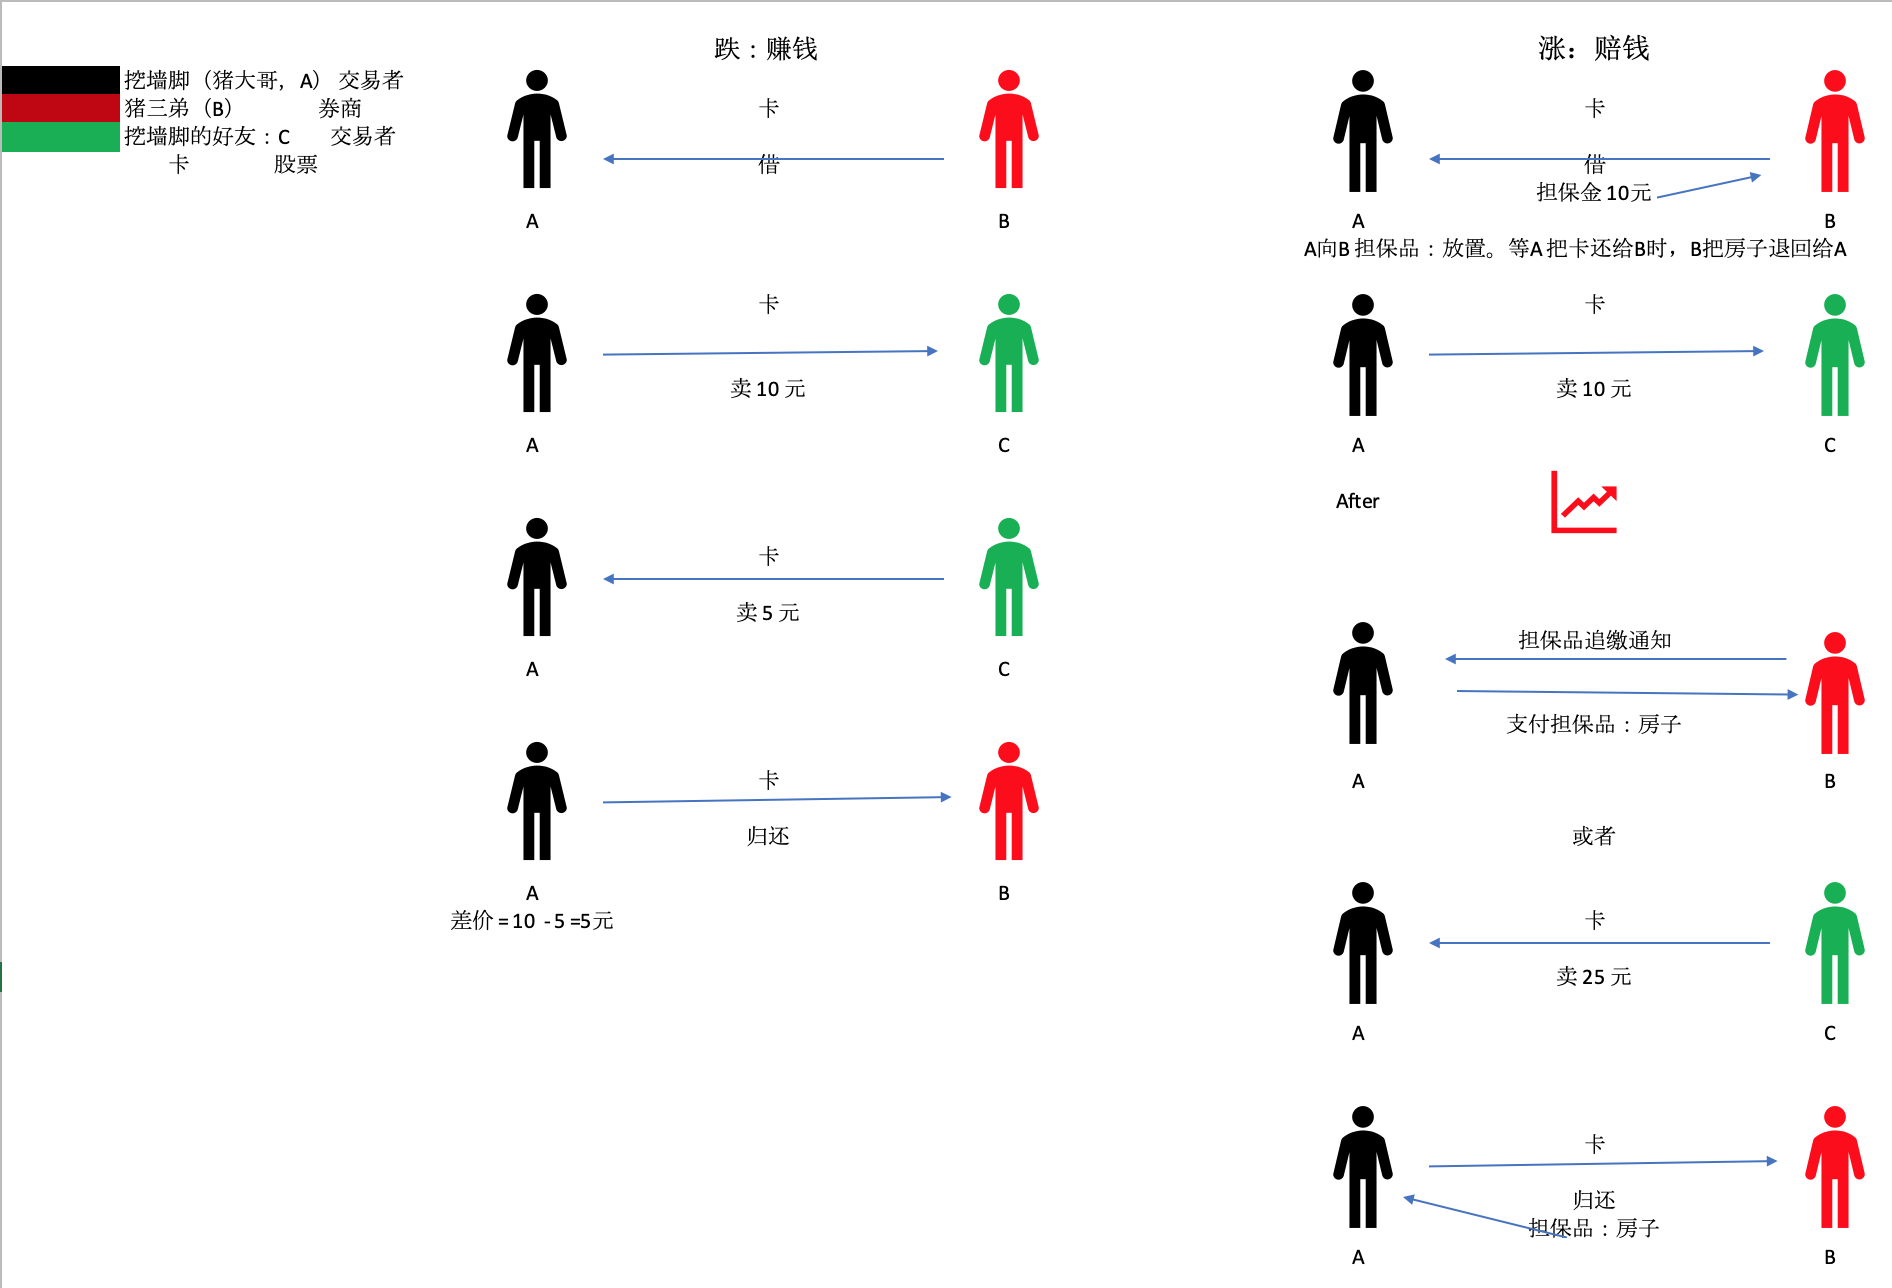 挖墙脚（猪大哥，A） 交易者
猪三弟（B） 券商
挖墙脚的好友：C 交易者
卡 股票
跌：赚钱
卡
借
A B
卡
卖 10 元
A C
卡
卖 5 元
A C
卡
归还
A B
差价 = 10 - 5 =5元
涨：赔钱
卡
借
担保金 10元
A B
A向B 担保品：放置。等A 把卡还给B时，B把房子退回给A
卡
卖 10 元
A C
After
担保品追缴通知
支付担保品：房子
A B
或者
卡
卖 25 元
A C
卡
归还
担保品：房子
A B